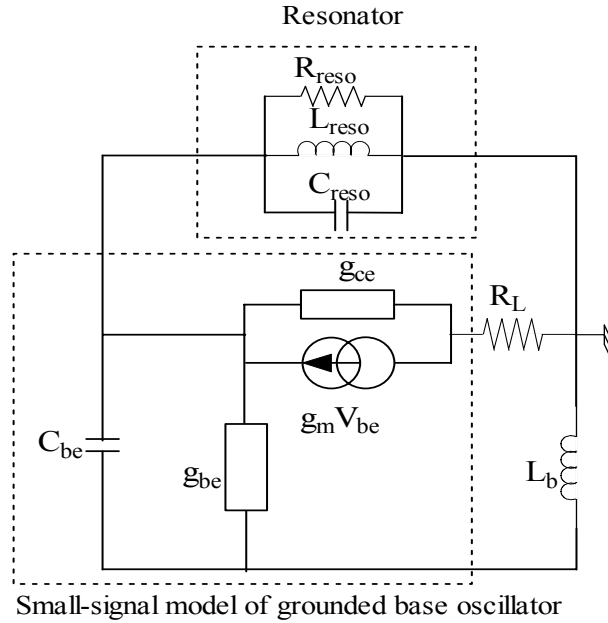 Resonator
R_reso
L_reso
C_reso
g_ce
R_L
g_mV_be
C_be
g_be
L_b
Small-signal model of grounded base oscillator